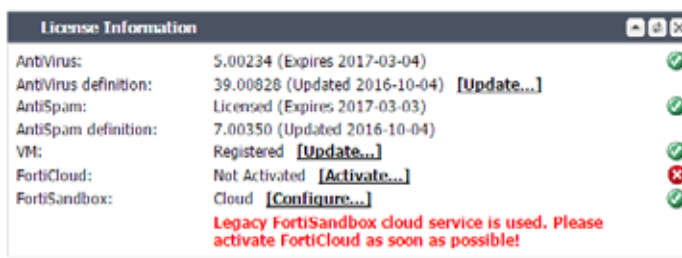 License Information
AntiVirus: 5.00234 (Expires 2017-03-04)
AntiVirus definition: 39.00828 (Updated 2016-10-04) [Update...]
AntiSpam: Licensed (Expires 2017-03-03)
AntiSpam definition: 7.00350 (Updated 2016-10-04)
VM: Registered [Update...]
FortiCloud: Not Activated [Activate...]
FortiSandbox: Cloud [Configure...]
Legacy FortiSandbox cloud service is used. Please
activate FortiCloud as soon as possible!